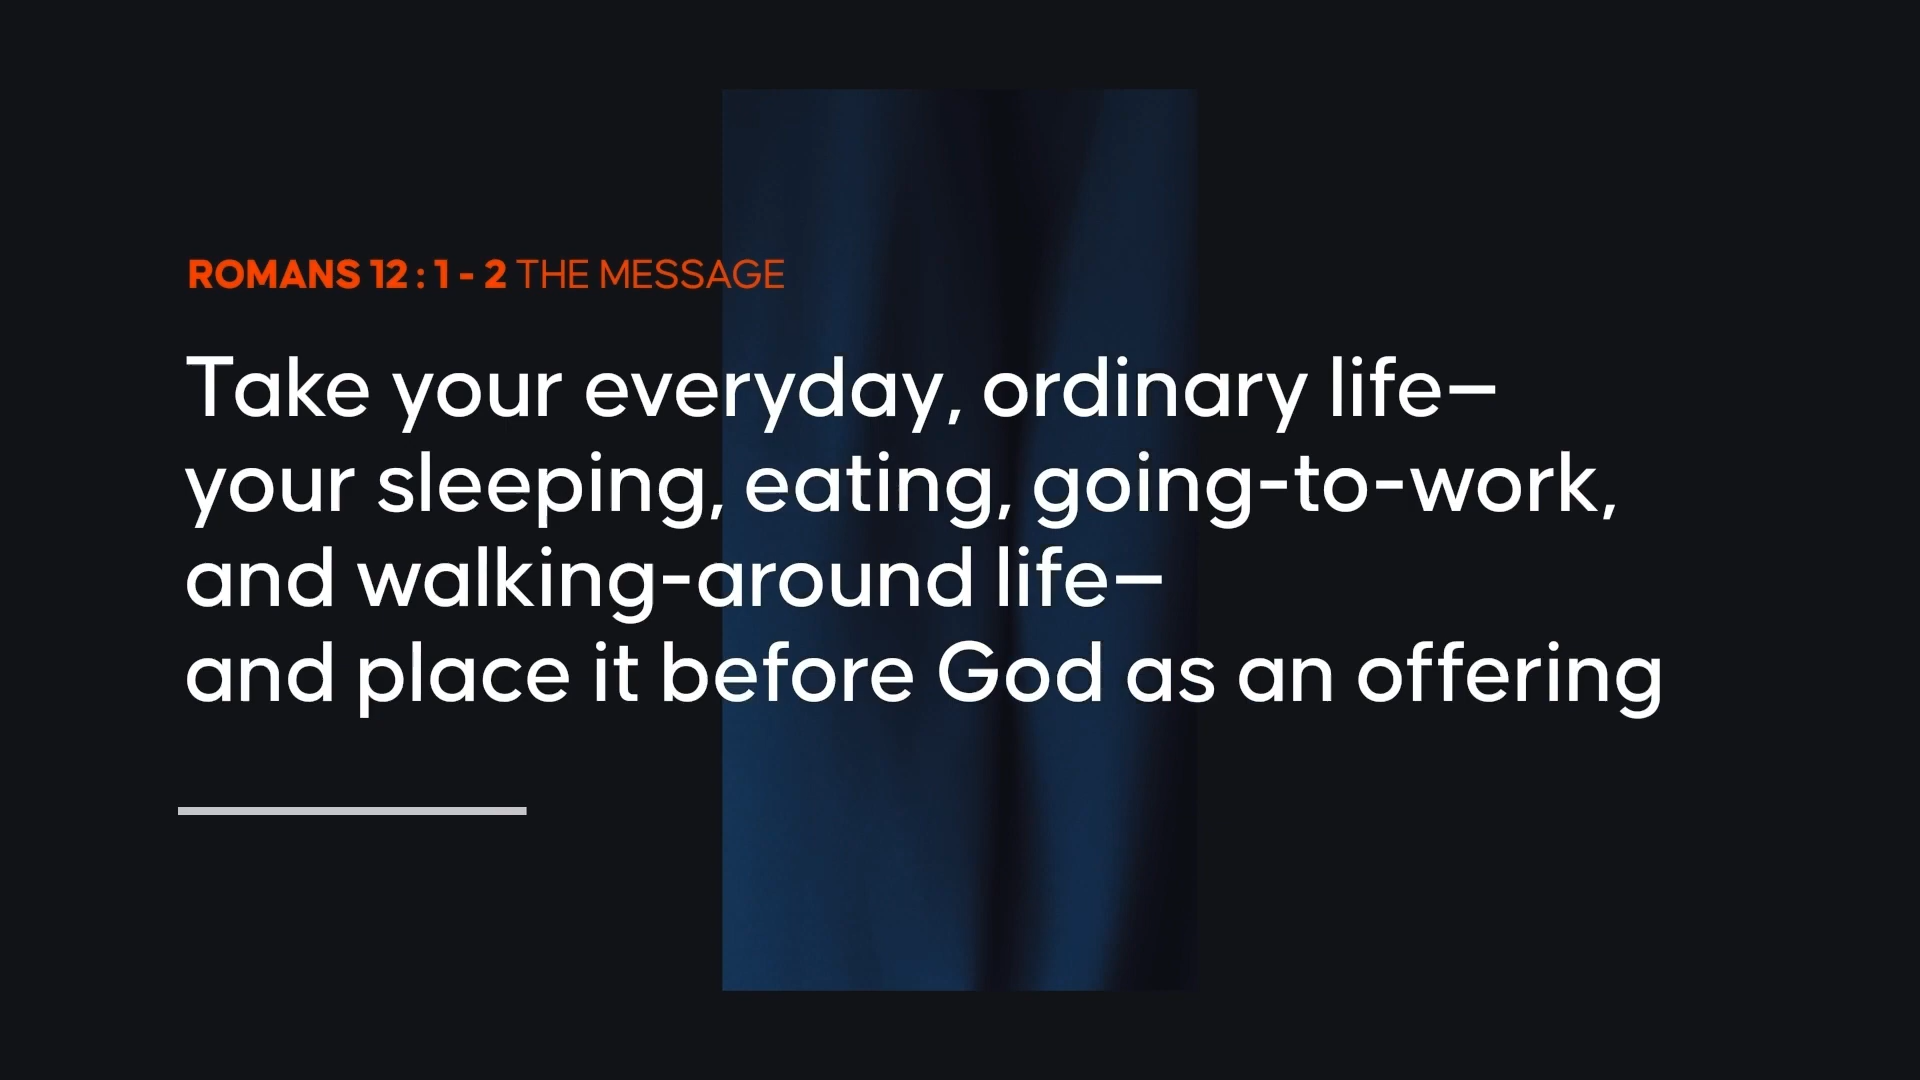 ROMANS 12 : 1 - 2 THE MESSAGE
Take your everyday, ordinary life—
your sleeping, eating, going-to-work,
and walking-around life—
and place it before God as an offering